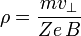 ρ = mv⊥ / Ze B